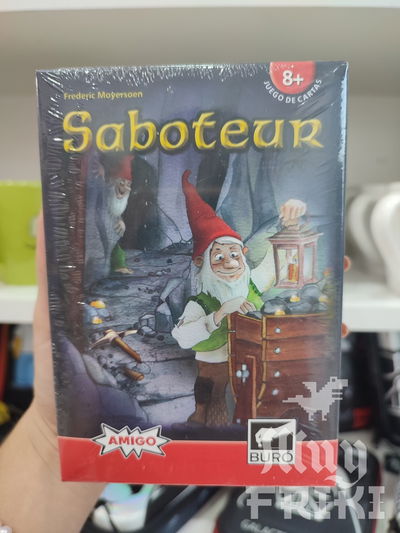 Frederic Moyersoen
8+
JUEGO DE CARTAS
Saboteur
AMIGO
BURÓ
Muy
FRIKI